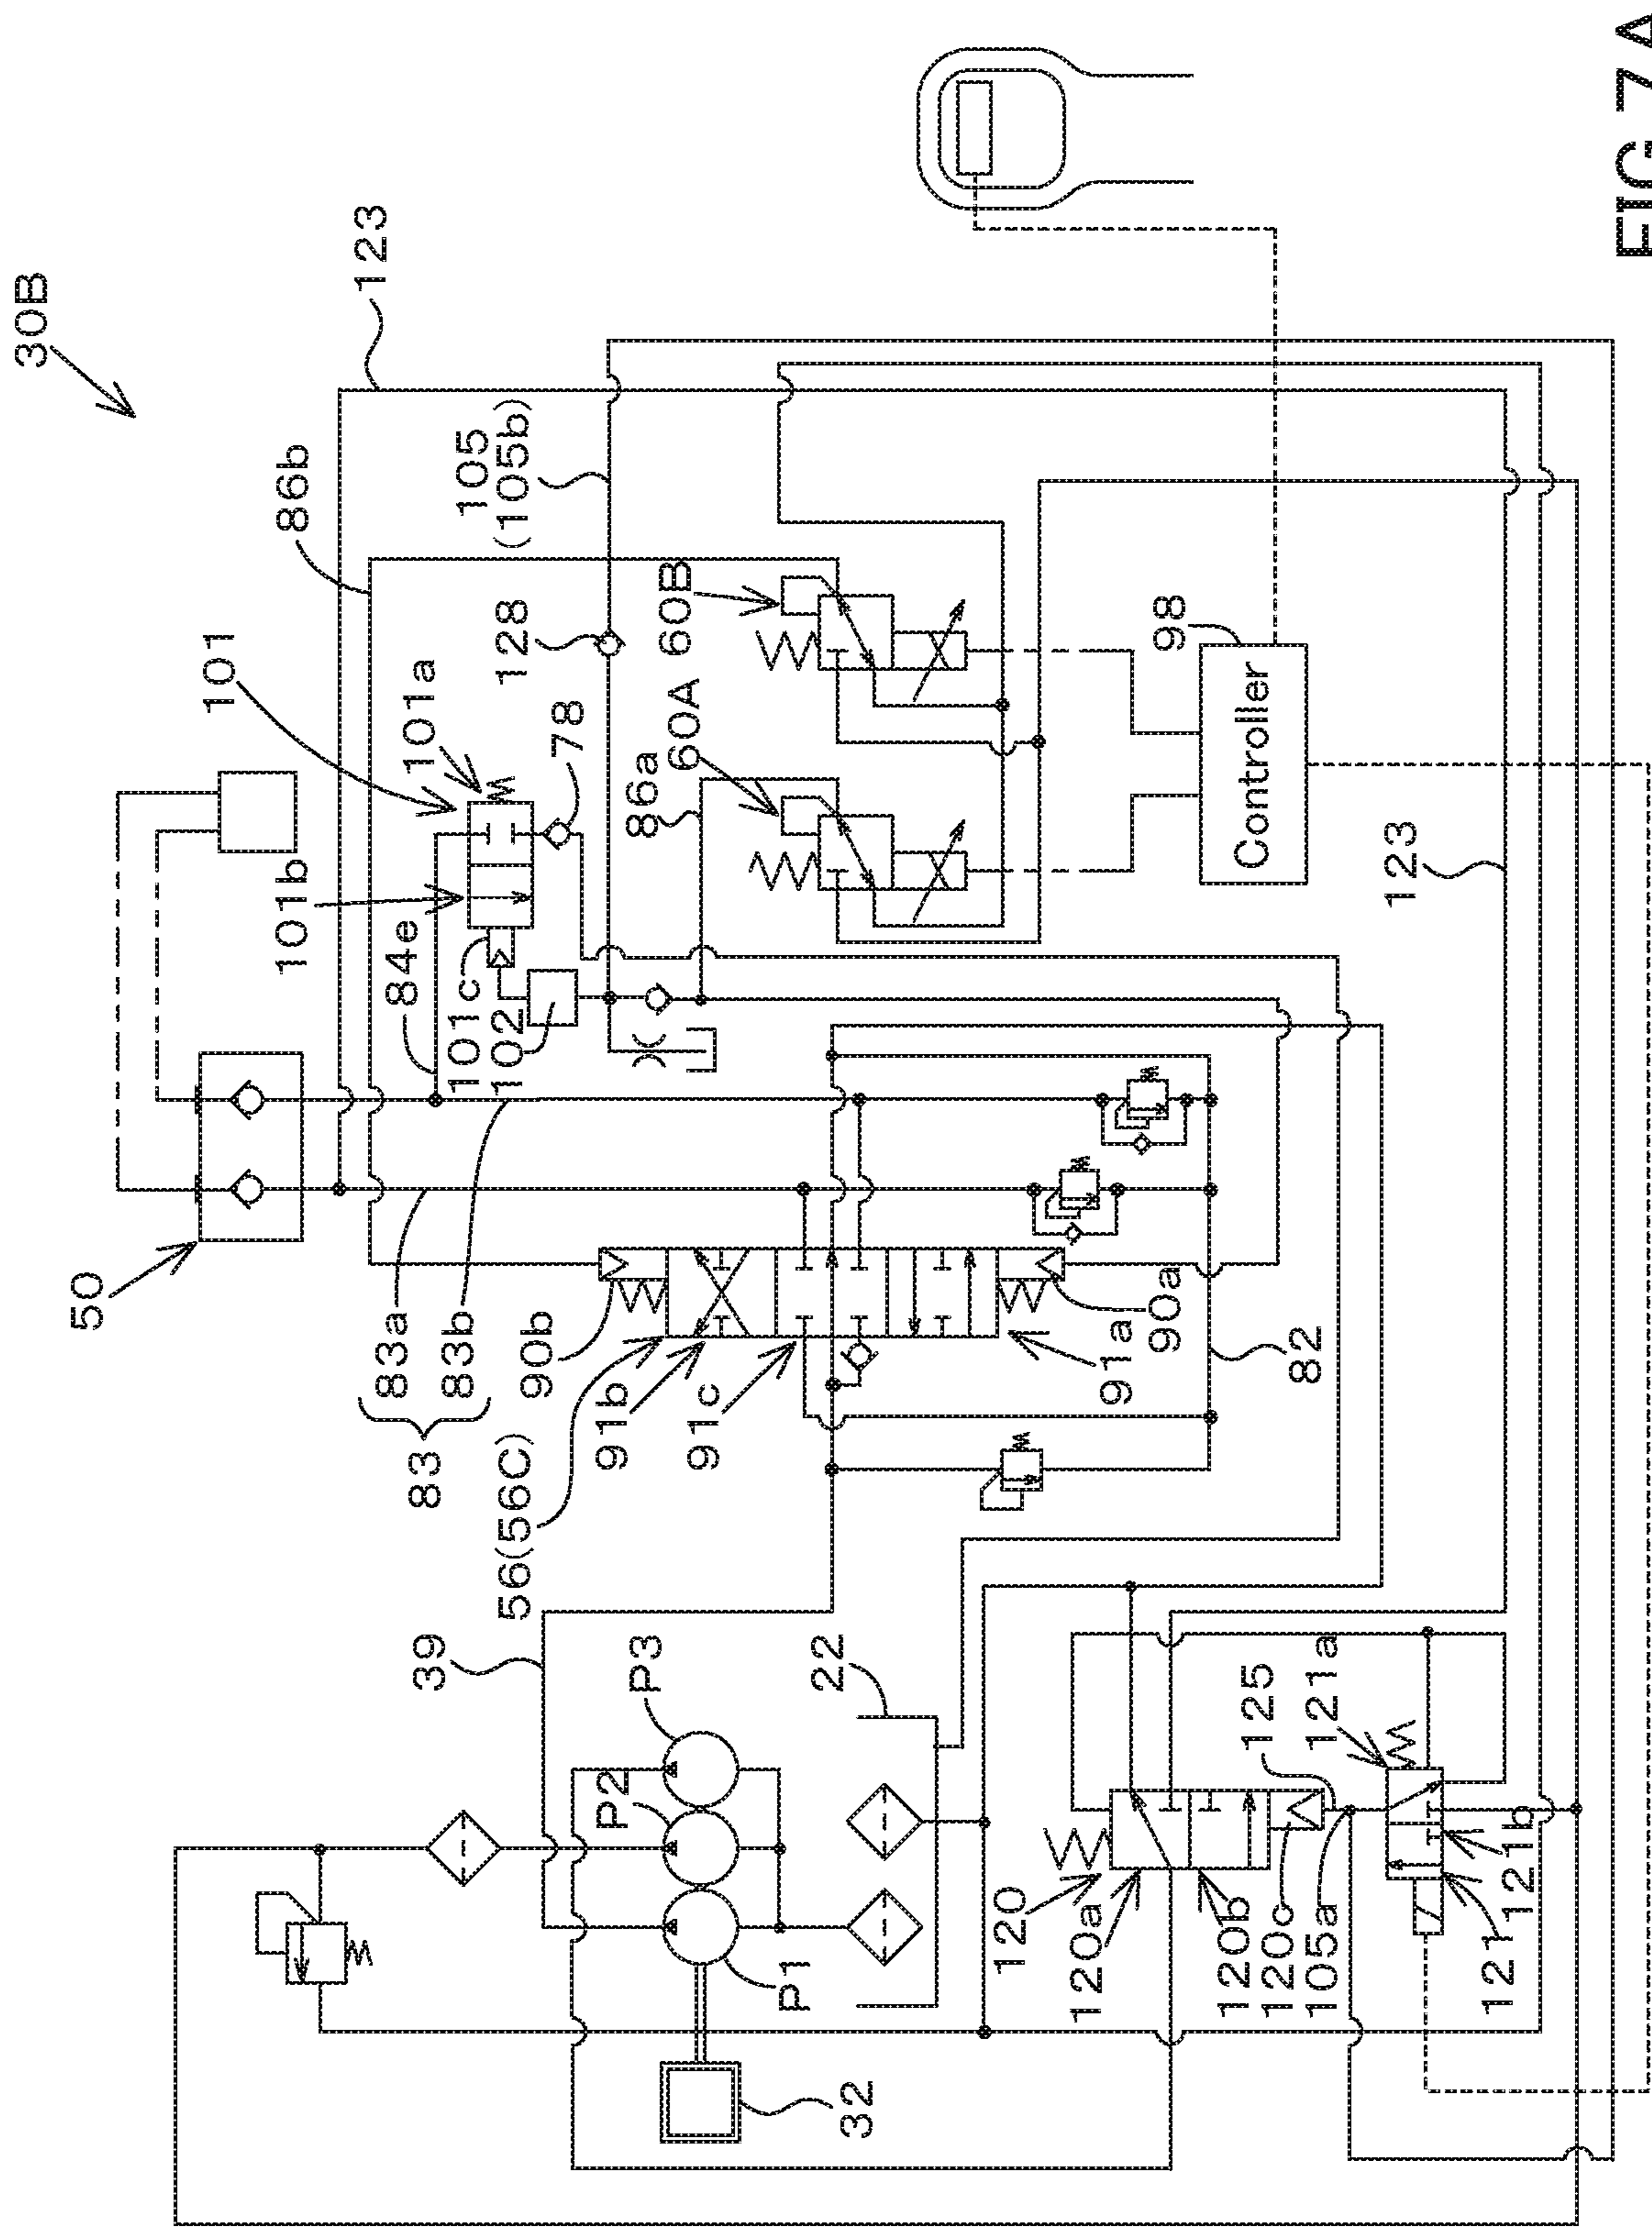 30B
123
86b
105
(105b)
101
101a
128
60B
78
60A
86a
98
Controller
101b
84e
101c
102
123
50
83a
83b
83
90b
91b
91c
56(56C)
91a
90a
82
39
P3
P2
P1
22
32
125
121a
120
120a
120b
120c
105a
121
121b
FIG.7A